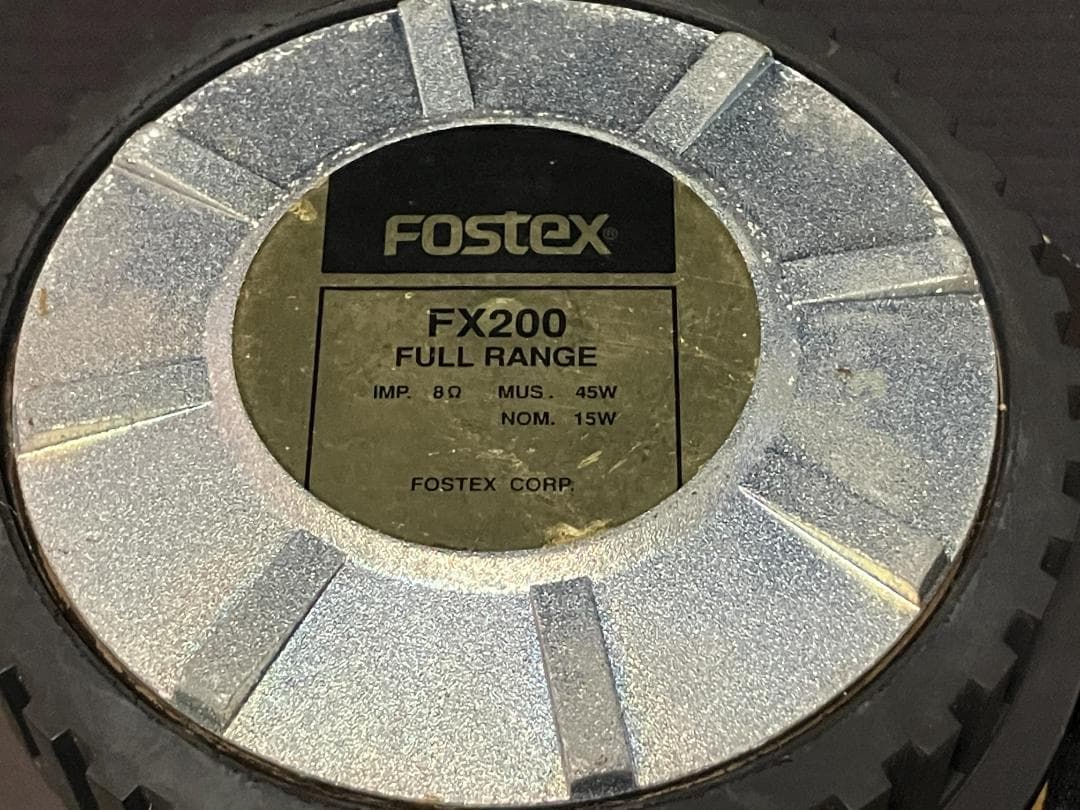 FOSTEX®
FX200
FULL RANGE
IMP. 8Ω MUS. 45W
NOM. 15W
FOSTEX CORP.